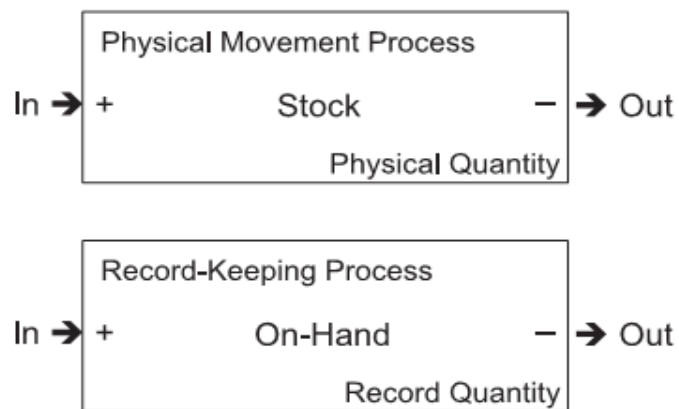 Physical Movement Process
In ➔ + Stock − ➔ Out
Physical Quantity
Record-Keeping Process
In ➔ + On-Hand − ➔ Out
Record Quantity